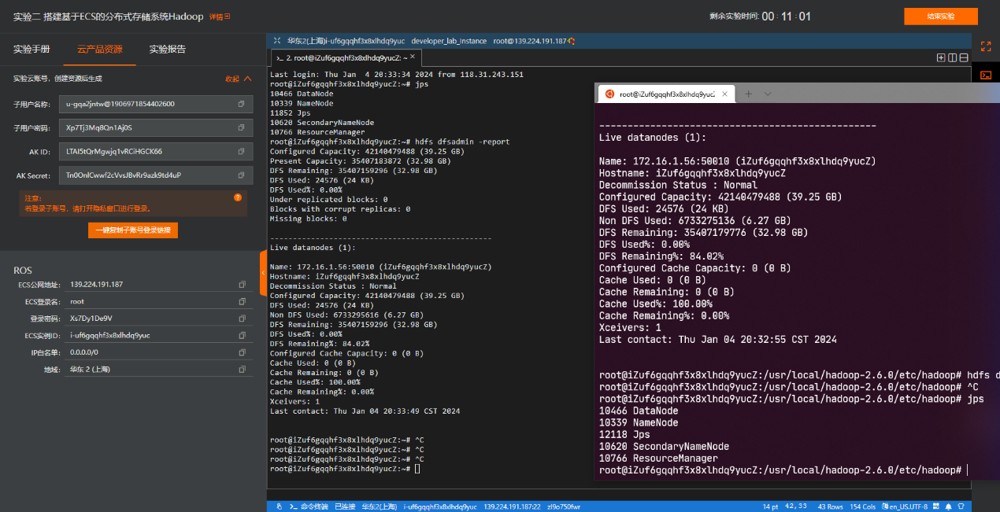 实验二 搭建基于ECS的分布式存储系统Hadoop 详情
剩余实验时间: 00 : 11 : 01
结束实验
实验手册
云产品资源
实验报告
实验云账号，创建资源后生成
收起
子用户名称:
u-gqa2jntw@1906971854402600
子用户密码:
Xp7Tj3Mq8Qn1Aj0S
AK ID:
LTAI5tQrMgwjq1vRCiHGCK66
AK Secret:
Tn0OnlCwwf2cVvsJBvRr9azk9td4uP
注意:
若登录子账号，请打开隐私窗口进行登录。
一键复制子账号登录链接
ROS
ECS公网地址: 139.224.191.187
ECS登录名: root
登录密码: Xs7Dy1De9V
ECS实例ID: i-uf6gqqhf3x8xlhdq9yuc
IP白名单: 0.0.0.0/0
地域: 华东 2 (上海)
华东2(上海)i-uf6gqqhf3x8xlhdq9yuc developer_lab_instance root@139.224.191.187
2. root@iZuf6gqqhf3x8xlhdq9yucZ: ~ ×
Last login: Thu Jan  4 20:33:34 2024 from 118.31.243.151
root@iZuf6gqqhf3x8xlhdq9yucZ:~# jps
10466 DataNode
10339 NameNode
11852 Jps
10620 SecondaryNameNode
10766 ResourceManager
root@iZuf6gqqhf3x8xlhdq9yucZ:~# hdfs dfsadmin -report
Configured Capacity: 42140479488 (39.25 GB)
Present Capacity: 35407183872 (32.98 GB)
DFS Remaining: 35407159296 (32.98 GB)
DFS Used: 24576 (24 KB)
DFS Used%: 0.00%
Under replicated blocks: 0
Blocks with corrupt replicas: 0
Missing blocks: 0
-------------------------------------------------
Live datanodes (1):
Name: 172.16.1.56:50010 (iZuf6gqqhf3x8xlhdq9yucZ)
Hostname: iZuf6gqqhf3x8xlhdq9yucZ
Decommission Status : Normal
Configured Capacity: 42140479488 (39.25 GB)
DFS Used: 24576 (24 KB)
Non DFS Used: 6733295616 (6.27 GB)
DFS Remaining: 35407159296 (32.98 GB)
DFS Used%: 0.00%
DFS Remaining%: 84.02%
Configured Cache Capacity: 0 (0 B)
Cache Used: 0 (0 B)
Cache Remaining: 0 (0 B)
Cache Used%: 100.00%
Cache Remaining%: 0.00%
Xceivers: 1
Last contact: Thu Jan 04 20:33:49 CST 2024
root@iZuf6gqqhf3x8xlhdq9yucZ:~# ^C
root@iZuf6gqqhf3x8xlhdq9yucZ:~# ^C
root@iZuf6gqqhf3x8xlhdq9yucZ:~# ^C
root@iZuf6gqqhf3x8xlhdq9yucZ:~#
root@iZuf6gqqhf3x8xlhdq9yucZ
-------------------------------------------------
Live datanodes (1):
Name: 172.16.1.56:50010 (iZuf6gqqhf3x8xlhdq9yucZ)
Hostname: iZuf6gqqhf3x8xlhdq9yucZ
Decommission Status : Normal
Configured Capacity: 42140479488 (39.25 GB)
DFS Used: 24576 (24 KB)
Non DFS Used: 6733275136 (6.27 GB)
DFS Remaining: 35407179776 (32.98 GB)
DFS Used%: 0.00%
DFS Remaining%: 84.02%
Configured Cache Capacity: 0 (0 B)
Cache Used: 0 (0 B)
Cache Remaining: 0 (0 B)
Cache Used%: 100.00%
Cache Remaining%: 0.00%
Xceivers: 1
Last contact: Thu Jan 04 20:32:55 CST 2024
root@iZuf6gqqhf3x8xlhdq9yucZ:/usr/local/hadoop-2.6.0/etc/hadoop# hdfs d
root@iZuf6gqqhf3x8xlhdq9yucZ:/usr/local/hadoop-2.6.0/etc/hadoop# ^C
root@iZuf6gqqhf3x8xlhdq9yucZ:/usr/local/hadoop-2.6.0/etc/hadoop# jps
10466 DataNode
10339 NameNode
12118 Jps
10620 SecondaryNameNode
10766 ResourceManager
root@iZuf6gqqhf3x8xlhdq9yucZ:/usr/local/hadoop-2.6.0/etc/hadoop#
命令终端 已连接 华东2(上海) i-uf6gqqhf3x8xlhdq9yuc 139.224.191.187:22 zl9o750fwr 14 pt 42,33 43 Rows 154 Cols en_US.UTF-8